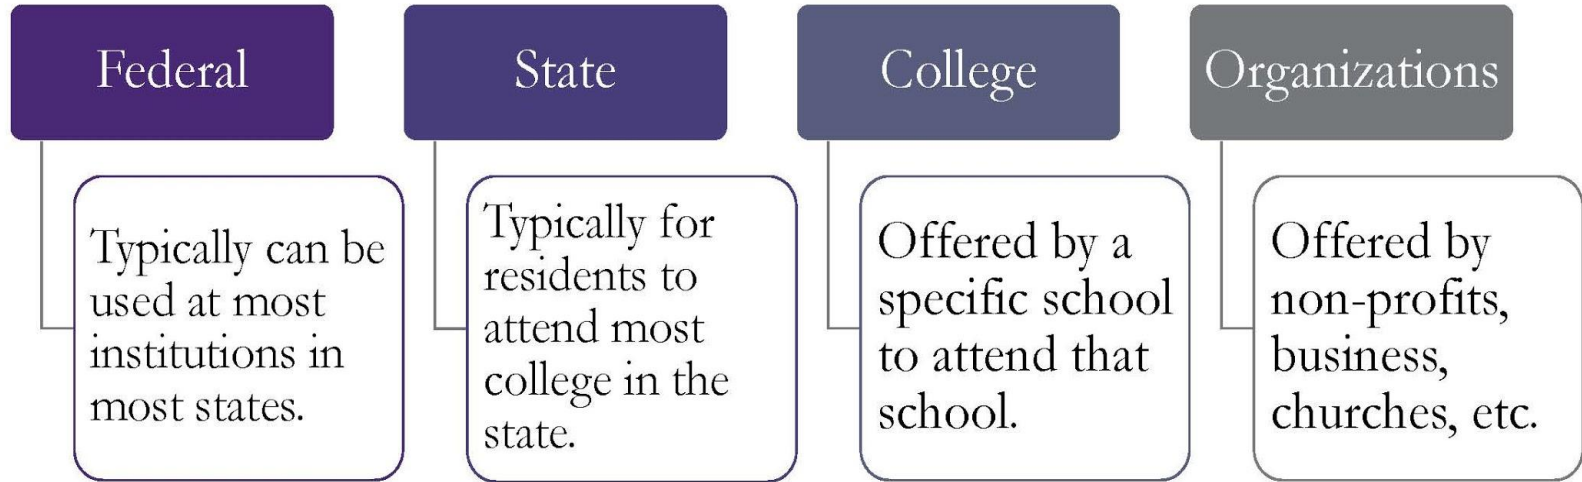 Federal
Typically can be
used at most
institutions in
most states.
State
Typically for
residents to
attend most
college in the
state.
College
Offered by a
specific school
to attend that
school.
Organizations
Offered by
non-profits,
business,
churches, etc.